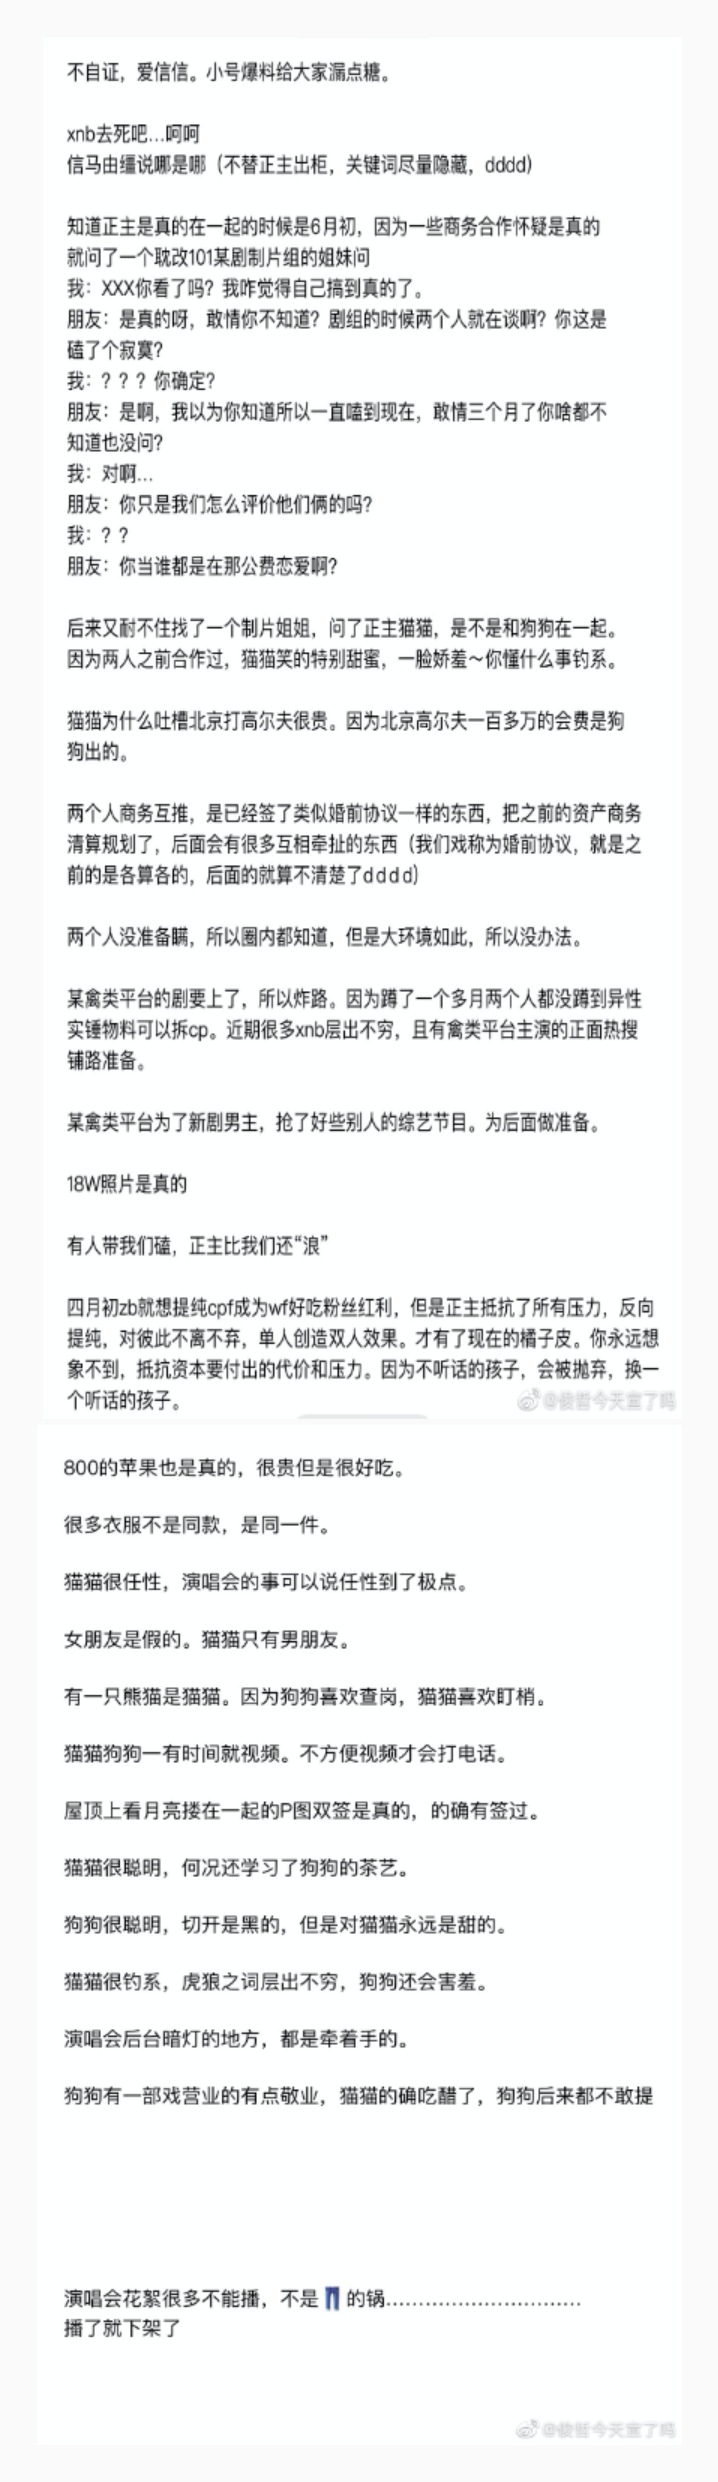 不自证，爱信信。小号爆料给大家漏点糖。
xnb去死吧...呵呵
信马由缰说哪是哪（不替正主出柜，关键词尽量隐藏，dddd）
知道正主是真的在一起的时候是6月初，因为一些商务合作怀疑是真的
就问了一个耽改101某剧制片组的姐妹问
我：XXX你看了吗？我咋觉得自己搞到真的了。
朋友：是真的呀，敢情你不知道？剧组的时候两个人就在谈啊？你这是
磕了个寂寞？
我：？？？你确定？
朋友：是啊，我以为你知道所以一直嗑到现在，敢情三个月了你啥都不
知道也没问？
我：对啊...
朋友：你只是我们怎么评价他们俩的吗？
我：？？
朋友：你当谁都是在那公费恋爱啊？
后来又耐不住找了一个制片姐姐，问了正主猫猫，是不是和狗狗在一起。
因为两人之前合作过，猫猫笑的特别甜蜜，一脸娇羞～你懂什么事钓系。
猫猫为什么吐槽北京打高尔夫很贵。因为北京高尔夫一百多万的会费是狗
狗出的。
两个人商务互推，是已经签了类似婚前协议一样的东西，把之前的资产商务
清算规划了，后面会有很多互相牵扯的东西（我们戏称为婚前协议，就是之
前的是各算各的，后面的就算不清楚了dddd）
两个人没准备瞒，所以圈内都知道，但是大环境如此，所以没办法。
某禽类平台的剧要上了，所以炸路。因为蹲了一个多月两个人都没蹲到异性
实锤物料可以拆cp。近期很多xnb层出不穷，且有禽类平台主演的正面热搜
铺路准备。
某禽类平台为了新剧男主，抢了好些别人的综艺节目。为后面做准备。
18W照片是真的
有人带我们磕，正主比我们还“浪”
四月初zb就想提纯cpf成为wf好吃粉丝红利，但是正主抵抗了所有压力，反向
提纯，对彼此不离不弃，单人创造双人效果。才有了现在的橘子皮。你永远想
象不到，抵抗资本要付出的代价和压力。因为不听话的孩子，会被抛弃，换一
个听话的孩子。
@俊哲今天宣了吗
800的苹果也是真的，很贵但是很好吃。
很多衣服不是同款，是同一件。
猫猫很任性，演唱会的事可以说任性到了极点。
女朋友是假的。猫猫只有男朋友。
有一只熊猫是猫猫。因为狗狗喜欢查岗，猫猫喜欢盯梢。
猫猫狗狗一有时间就视频。不方便视频才会打电话。
屋顶上看月亮搂在一起的P图双签是真的，的确有签过。
猫猫很聪明，何况还学习了狗狗的茶艺。
狗狗很聪明，切开是黑的，但是对猫猫永远是甜的。
猫猫很钓系，虎狼之词层出不穷，狗狗还会害羞。
演唱会后台暗灯的地方，都是牵着手的。
狗狗有一部戏营业的有点敬业，猫猫的确吃醋了，狗狗后来都不敢提
演唱会花絮很多不能播，不是👖的锅..............................
播了就下架了
@俊哲今天宣了吗